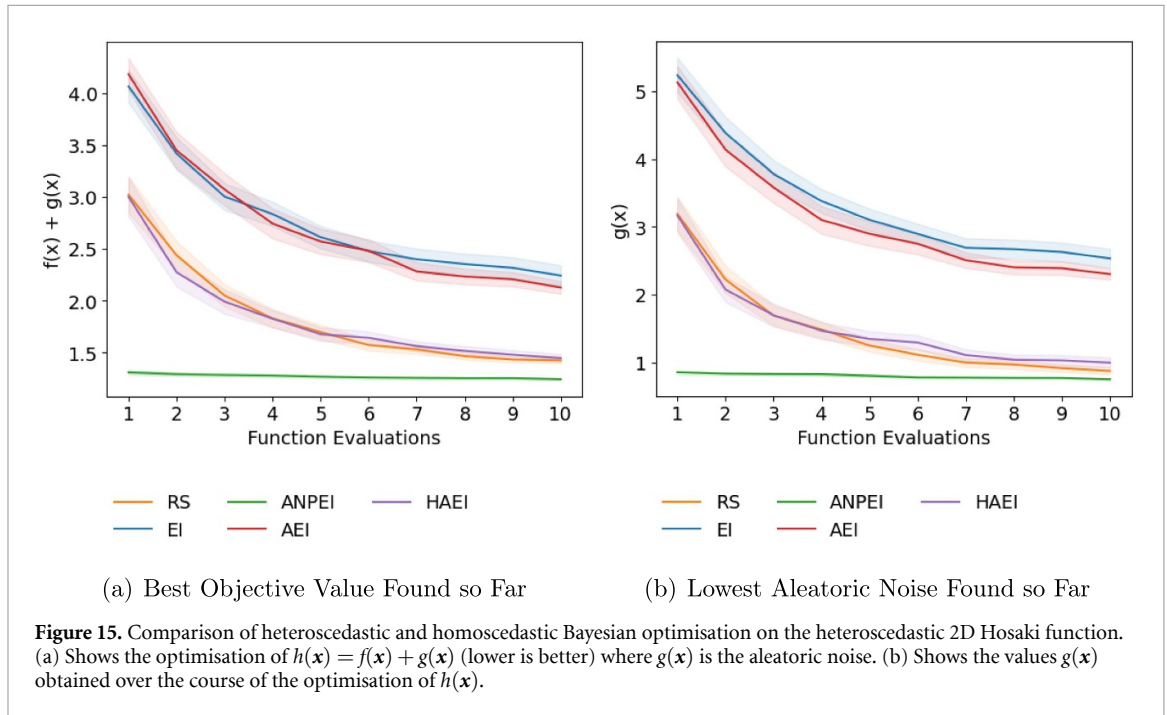 f(x) + g(x)
4.0
3.5
3.0
2.5
2.0
1.5
1 2 3 4 5 6 7 8 9 10
Function Evaluations
RS ANPEI HAEI
EI AEI
(a) Best Objective Value Found so Far
g(x)
5
4
3
2
1
1 2 3 4 5 6 7 8 9 10
Function Evaluations
RS ANPEI HAEI
EI AEI
(b) Lowest Aleatoric Noise Found so Far
Figure 15. Comparison of heteroscedastic and homoscedastic Bayesian optimisation on the heteroscedastic 2D Hosaki function.
(a) Shows the optimisation of h(x) = f(x) + g(x) (lower is better) where g(x) is the aleatoric noise. (b) Shows the values g(x)
obtained over the course of the optimisation of h(x).